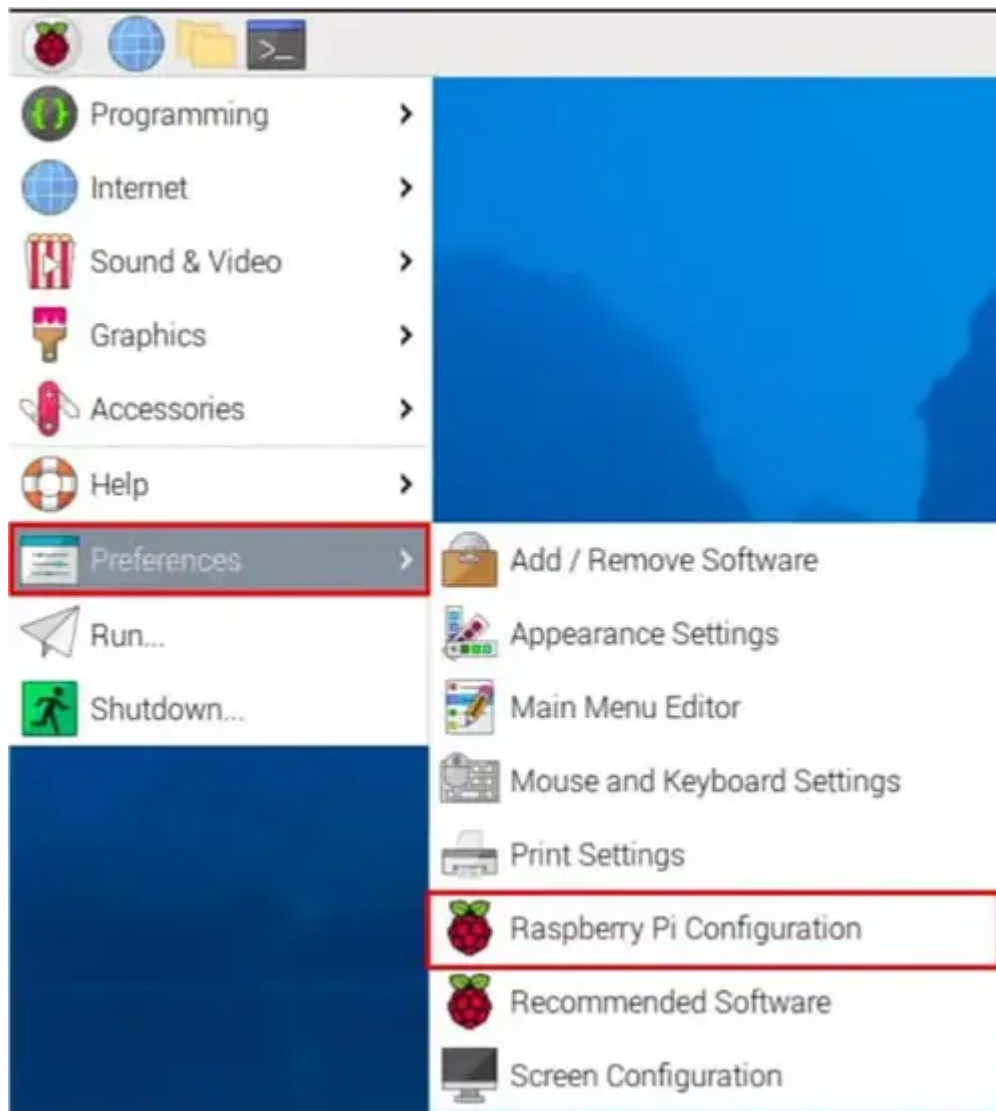 Programming
Internet
Sound & Video
Graphics
Accessories
Help
Preferences
Run...
Shutdown...
Add / Remove Software
Appearance Settings
Main Menu Editor
Mouse and Keyboard Settings
Print Settings
Raspberry Pi Configuration
Recommended Software
Screen Configuration